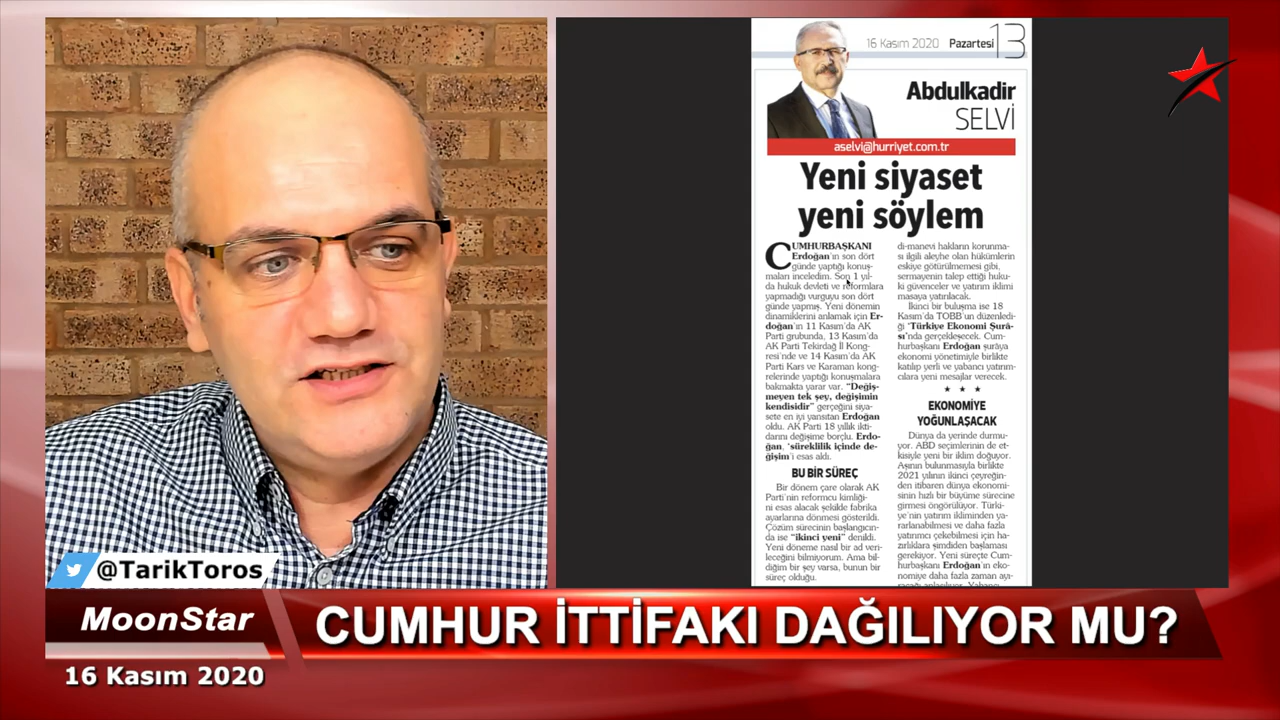 16 Kasım 2020 Pazartesi 13
Abdulkadir
SELVİ
aselvi@hurriyet.com.tr
Yeni siyaset
yeni söylem
CUMHURBAŞKANI
Erdoğan'ın son dört
günde yaptığı konuş-
maları inceledim. Son 1 yıl-
da hukuk devleti ve reformlara
yapmadığı vurguyu son dört
günde yapmış. Yeni dönemin
dinamiklerini anlamak için Er-
doğan'ın 11 Kasım'da AK
Parti grubunda, 13 Kasım'da
AK Parti Tekirdağ İl Kong-
resi'nde ve 14 Kasım'da AK
Parti Kars ve Karaman kong-
relerinde yaptığı konuşmalara
bakmakta yarar var. "Değiş-
meyen tek şey, değişimin
kendisidir" gerçeğini siya-
sete en iyi yansıtan Erdoğan
oldu. AK Parti 18 yıllık ikti-
darını değişime borçlu. Erdo-
ğan, 'süreklilik içinde de-
ğişim'i esas aldı.
BU BİR SÜREÇ
Bir dönem çare olarak AK
Parti'nin reformcu kimliği-
ni esas alacak şekilde fabrika
ayarlarına dönmesi gösterildi.
Çözüm sürecinin başlangıcın-
da ise "ikinci yeni" denildi.
Yeni döneme nasıl bir ad veri-
leceğini bilmiyorum. Ama bil-
diğim bir şey varsa, bunun bir
süreç olduğu.
di-manevi hakların korunma-
sı ilgili aleyhe olan hükümlerin
eskiye götürülmemesi gibi,
sermayenin talep ettiği huku-
ki güvenceler ve yatırım iklimi
masaya yatırılacak.
İkinci bir buluşma ise 18
Kasım'da TOBB'un düzenledi-
ği 'Türkiye Ekonomi Şurâ-
sı'nda gerçekleşecek. Cum-
hurbaşkanı Erdoğan şurâya
ekonomi yönetimiyle birlikte
katılıp yerli ve yabancı yatırım-
cılara yeni mesajlar verecek.
* * *
EKONOMİYE
YOĞUNLAŞACAK
Dünya da yerinde durmu-
yor. ABD seçimlerinin de et-
kisiyle yeni bir iklim doğuyor.
Aşının bulunmasıyla birlikte
2021 yılının ikinci çeyreğin-
den itibaren dünya ekonomi-
sinin hızlı bir büyüme sürecine
girmesi öngörülüyor. Türki-
ye'nin yatırım ikliminden ya-
rarlanabilmesi ve daha fazla
yatırımcı çekebilmesi için ha-
zırlıklara şimdiden başlaması
gerekiyor. Yeni süreçte Cum-
hurbaşkanı Erdoğan'ın eko-
nomiye daha fazla zaman ayı-
@TarikToros
MoonStar
CUMHUR İTTİFAKI DAĞILIYOR MU?
16 Kasım 2020